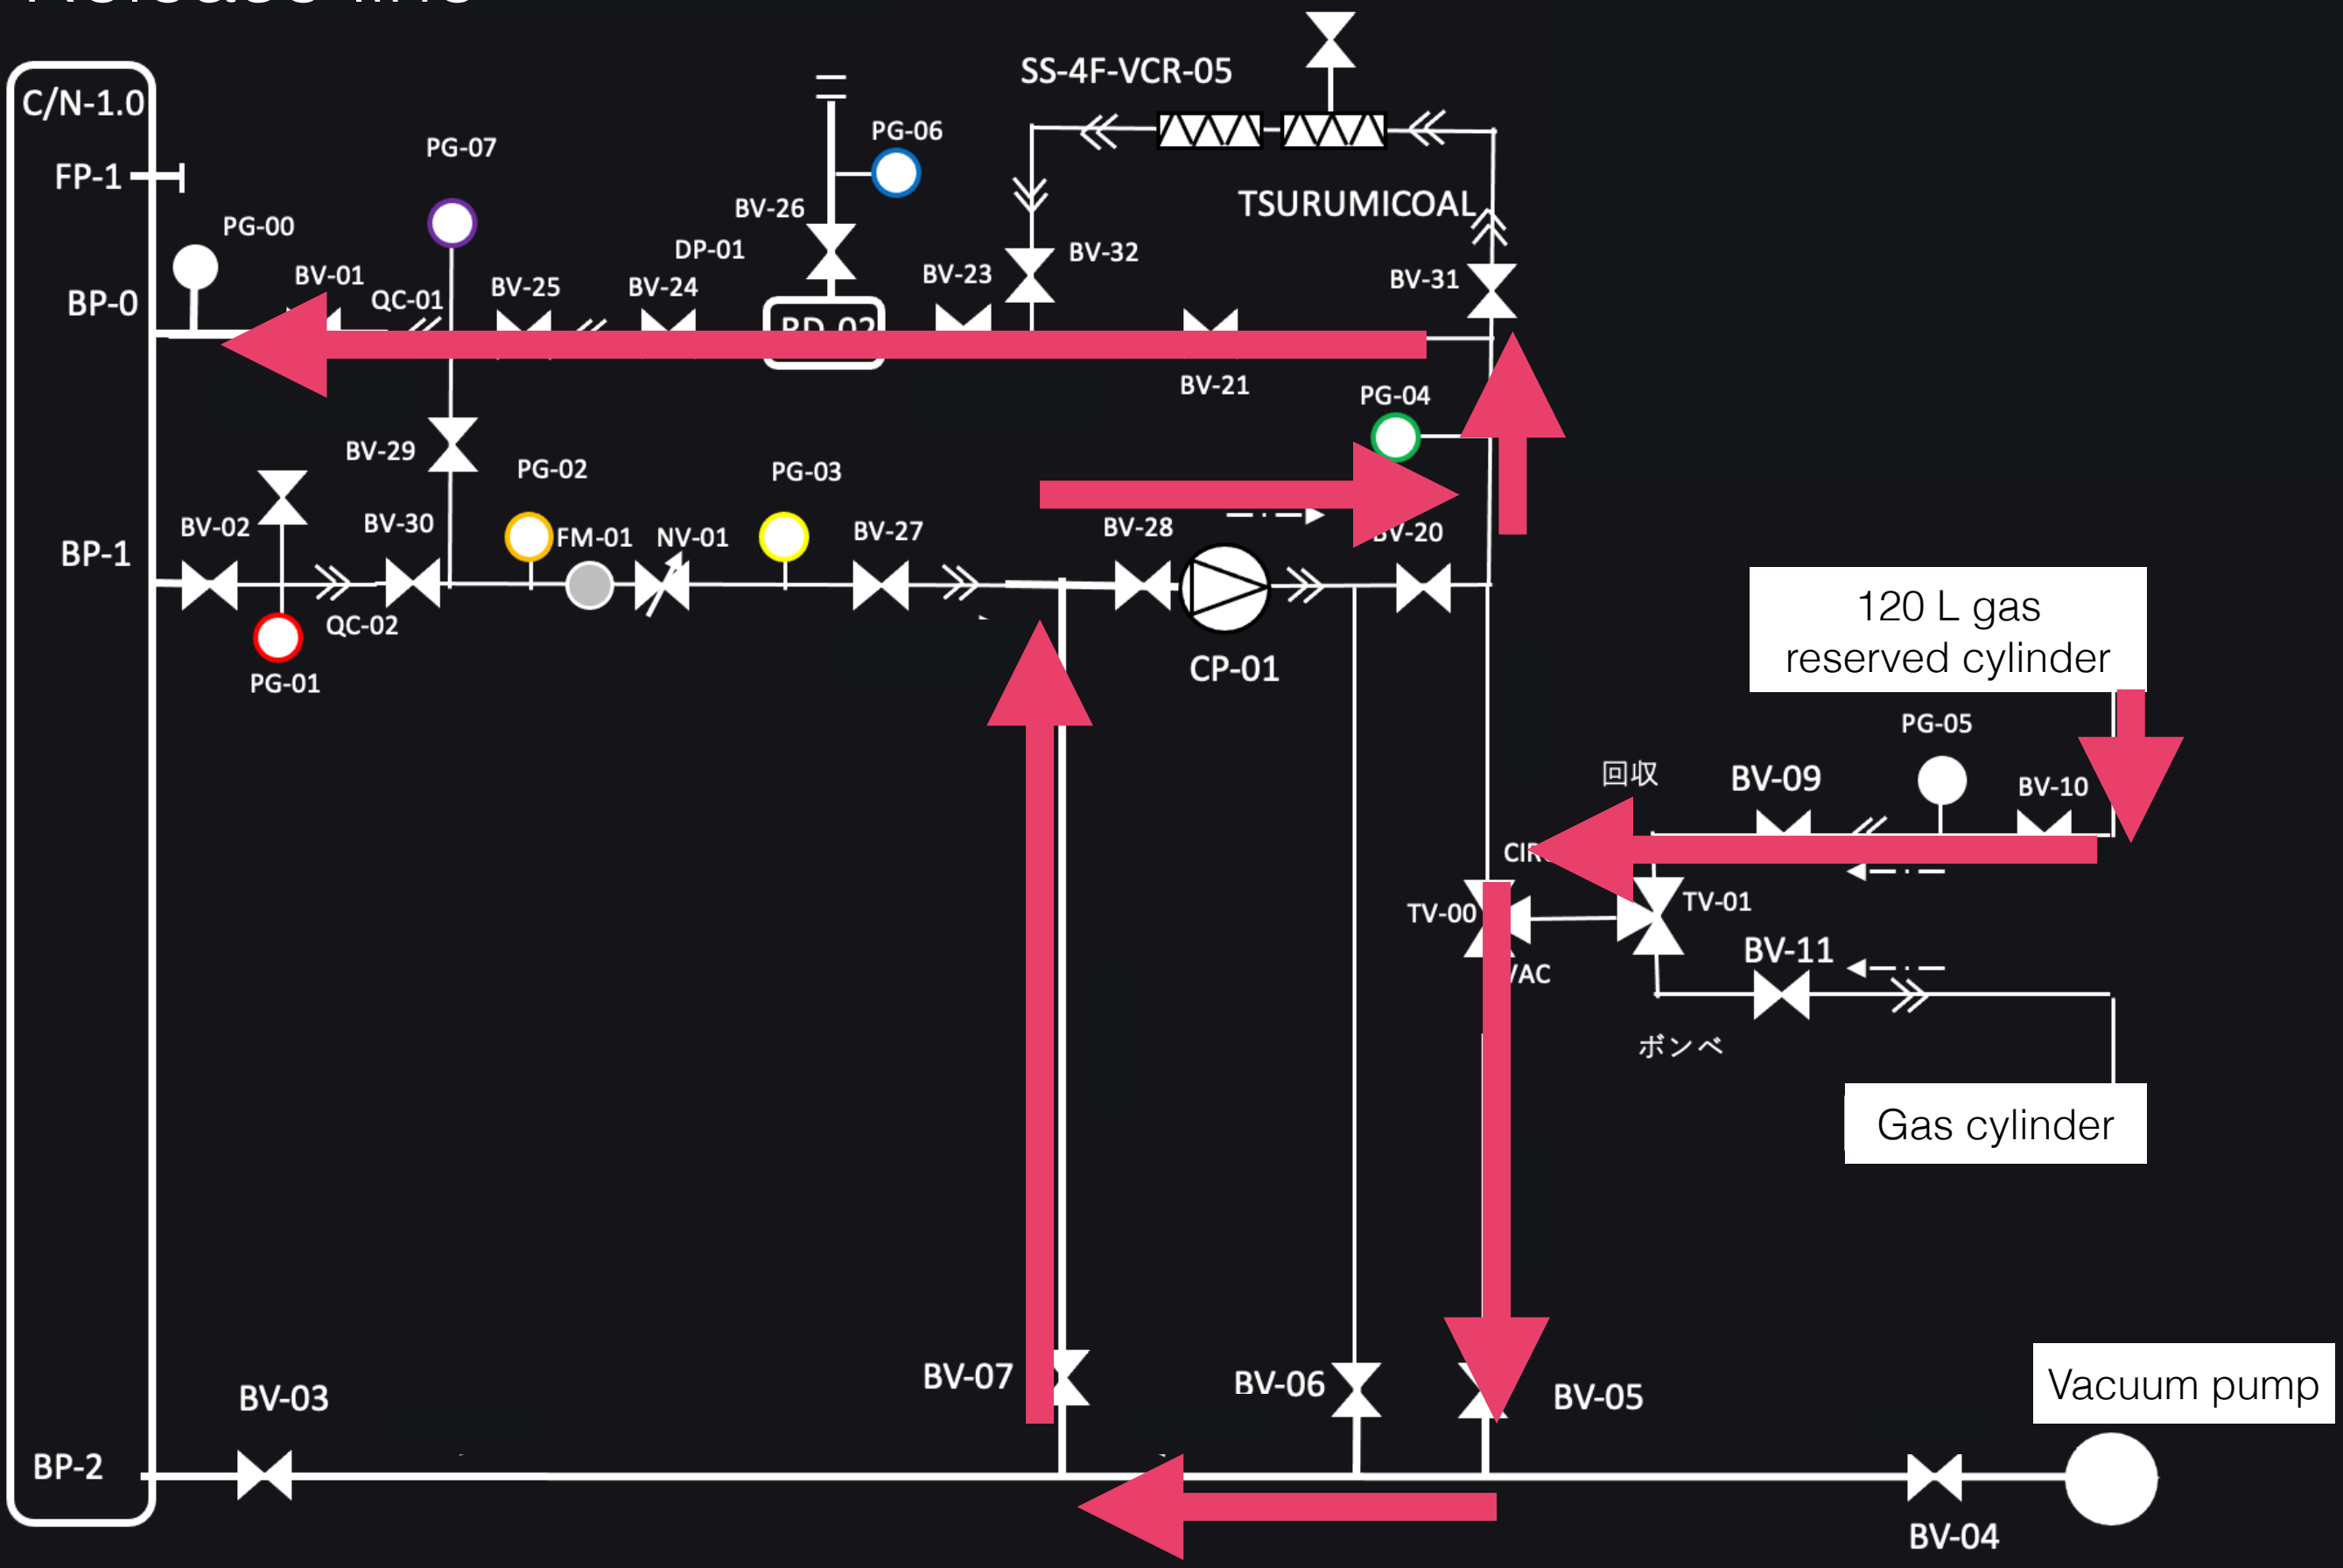 C/N-1.0
SS-4F-VCR-05
PG-06
PG-07
FP-1
TSURUMICOAL
BV-26
PG-00
DP-01
BV-32
BV-01
BV-23
BV-31
BP-0
QC-01
BV-25
BV-24
BV-21
PG-04
BV-29
PG-02
PG-03
BV-02
BV-30
FM-01
NV-01
BV-27
BV-28
BV-20
BP-1
QC-02
PG-01
CP-01
120 L gas
reserved cylinder
PG-05
回収
BV-09
BV-10
TV-00
TV-01
BV-11
ボンベ
Gas cylinder
BV-07
BV-06
BV-05
Vacuum pump
BV-03
BP-2
BV-04